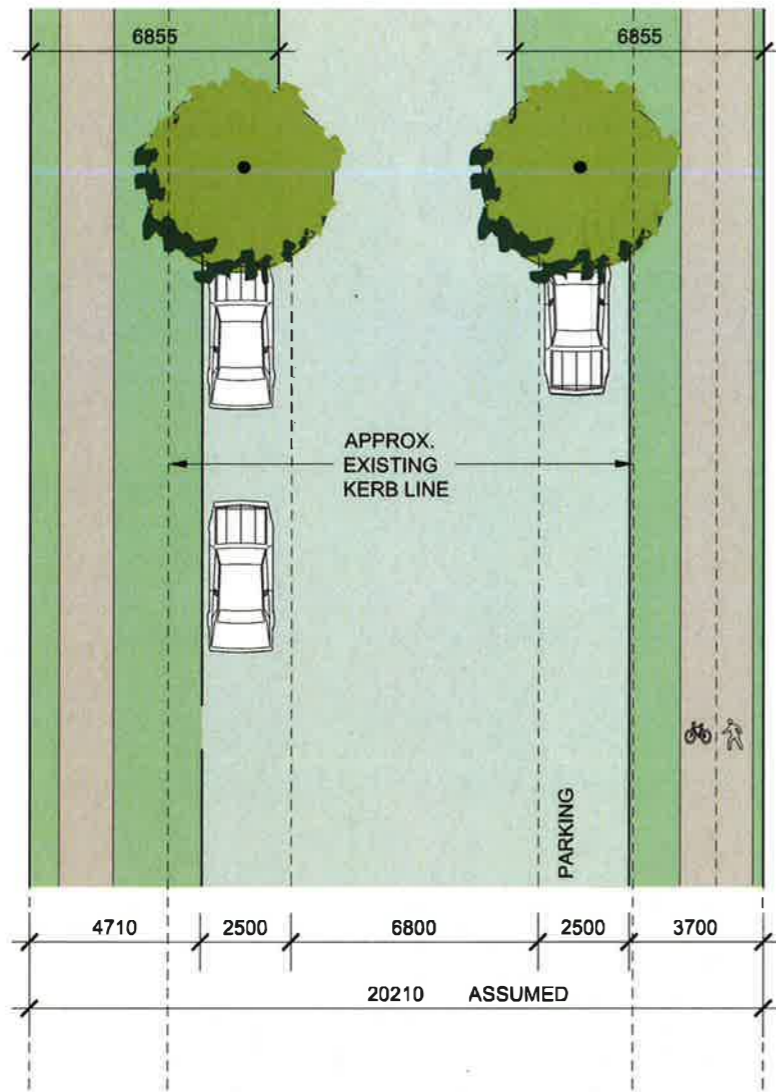 6855
6855
APPROX.
EXISTING
KERB LINE
PARKING
4710
2500
6800
2500
3700
20210 ASSUMED